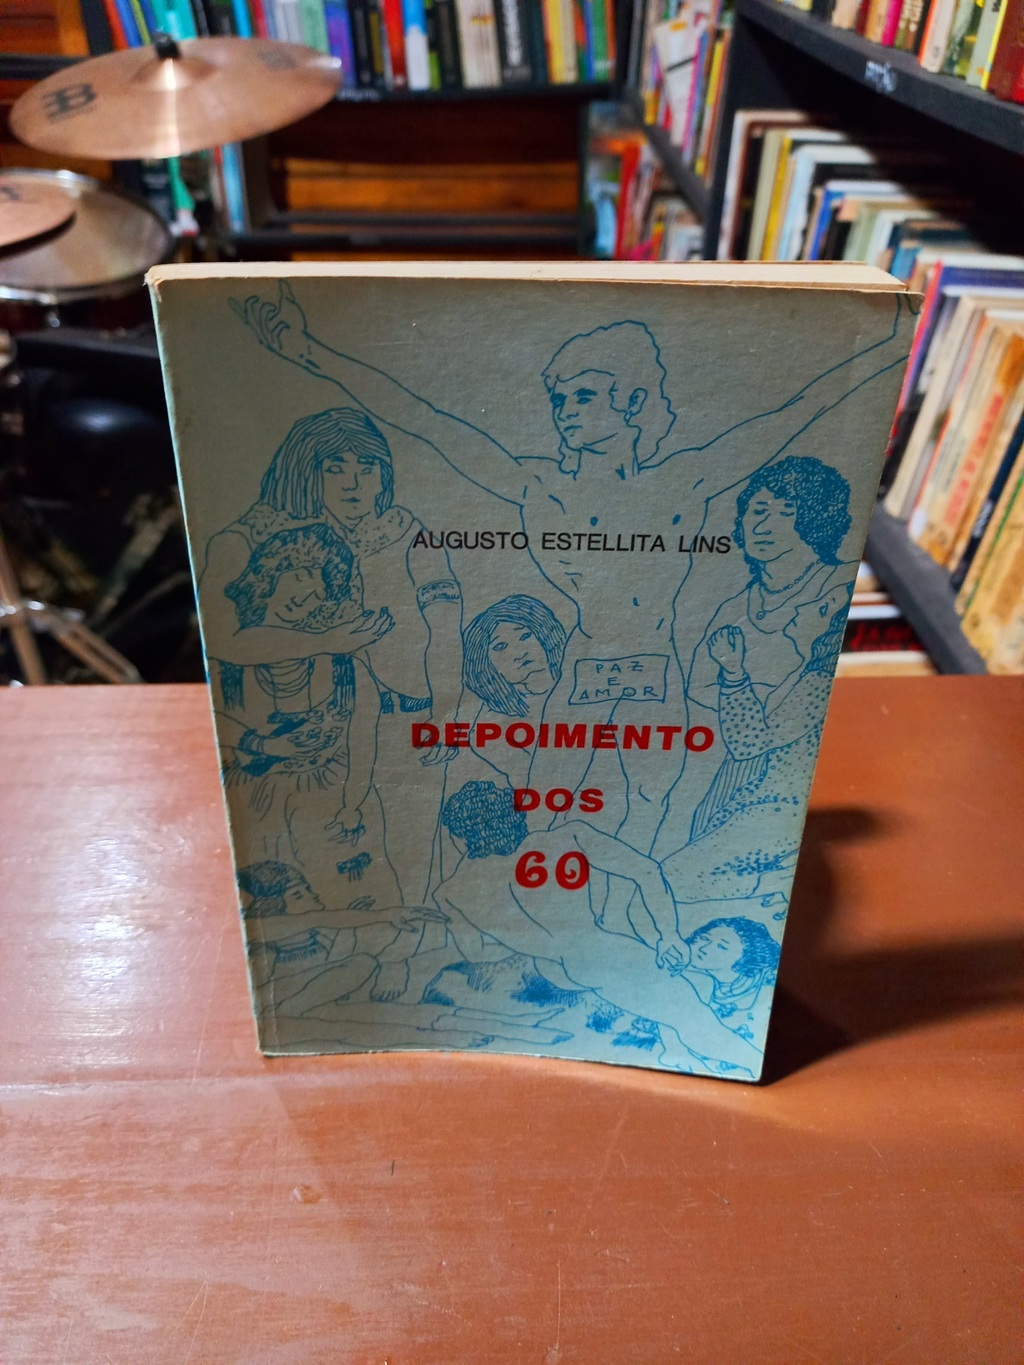 AUGUSTO ESTELLITA LINS
PAZ
E
AMOR
DEPOIMENTO
DOS
60